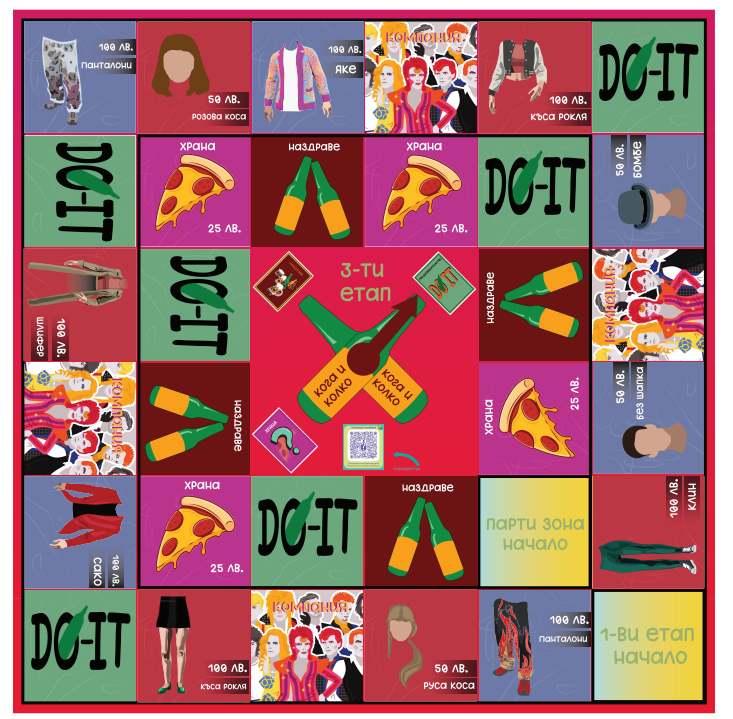 100 ЛВ.
ПАНТАЛОНИ
50 ЛВ.
РОЗОВА КОСА
100 ЛВ.
ЯКЕ
КОМПАНИЯ
100 ЛВ.
КЪСА РОКЛЯ
DO-IT
DO-IT
ХРАНА
25 ЛВ.
НАЗДРАВЕ
ХРАНА
25 ЛВ.
DO-IT
50 ЛВ.
БОМБЕ
100 ЛВ.
ШЛИФЕР
DO-IT
3-ТИ
ЕТАП
DO-IT
КОГА И
КОЛКО
КОГА И
КОЛКО
НАЗДРАВЕ
КОМПАНИЯ
КОМПАНИЯ
НАЗДРАВЕ
ХРАНА
ХРАНА
25 ЛВ.
50 ЛВ.
БЕЗ ШАПКА
100 ЛВ.
САКО
ХРАНА
25 ЛВ.
DO-IT
НАЗДРАВЕ
ПАРТИ ЗОНА
НАЧАЛО
100 ЛВ.
КЛИН
DO-IT
100 ЛВ.
КЪСА РОКЛЯ
КОМПАНИЯ
50 ЛВ.
РУСА КОСА
100 ЛВ.
ПАНТАЛОНИ
1-ВИ ЕТАП
НАЧАЛО